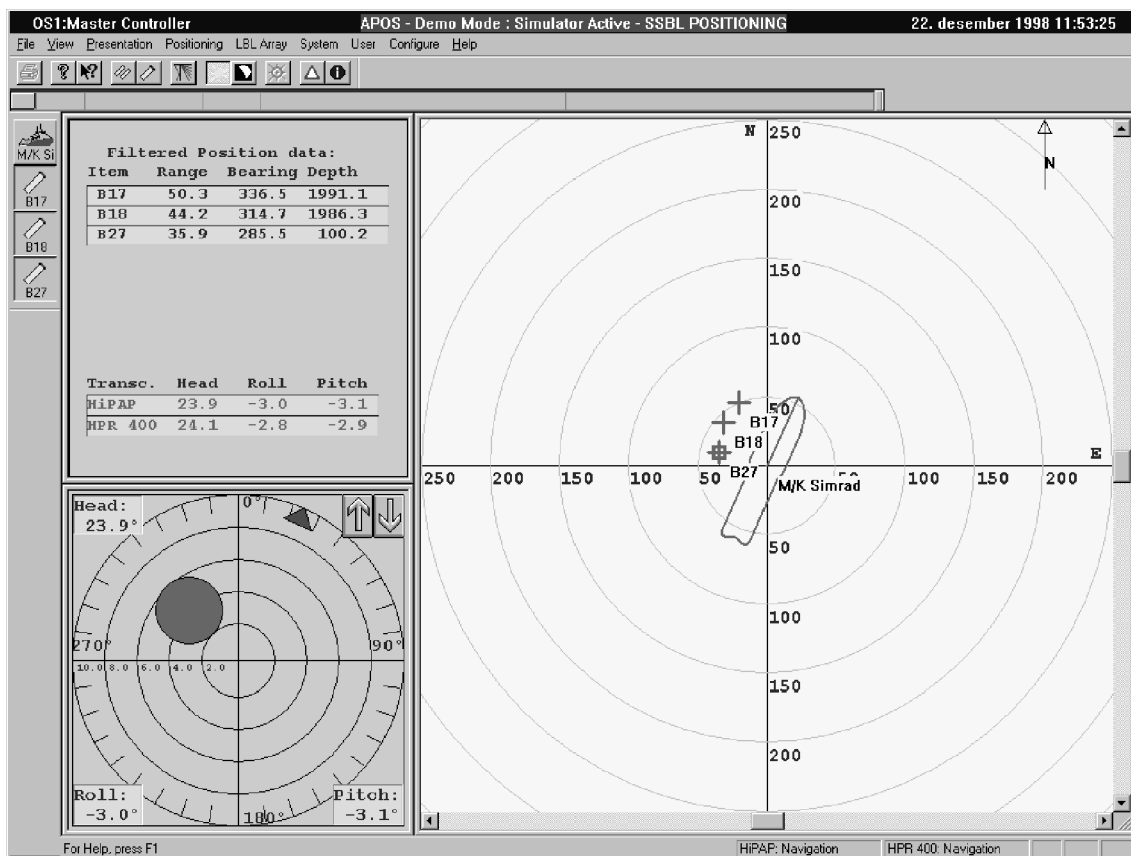 OS1:Master Controller APOS - Demo Mode : Simulator Active - SSBL POSITIONING 22. desember 1998 11:53:25
File View Presentation Positioning LBL Array System User Configure Help
M/K Si
B17
B18
B27
Filtered Position data:
Item Range Bearing Depth
B17 50.3 336.5 1991.1
B18 44.2 314.7 1986.3
B27 35.9 285.5 100.2
Transc. Head Roll Pitch
HiPAP 23.9 -3.0 -3.1
HPR 400 24.1 -2.8 -2.9
Head:
23.9°
0°
270° 90°
10.0 8.0 6.0 4.0 2.0
Roll:
-3.0°
180°
Pitch:
-3.1°
N 250
N
200
150
100
50
B17
B18
B27
E
250 200 150 100 50 50 100 150 200
M/K Simrad
50
100
150
200
For Help, press F1 HiPAP: Navigation HPR 400: Navigation